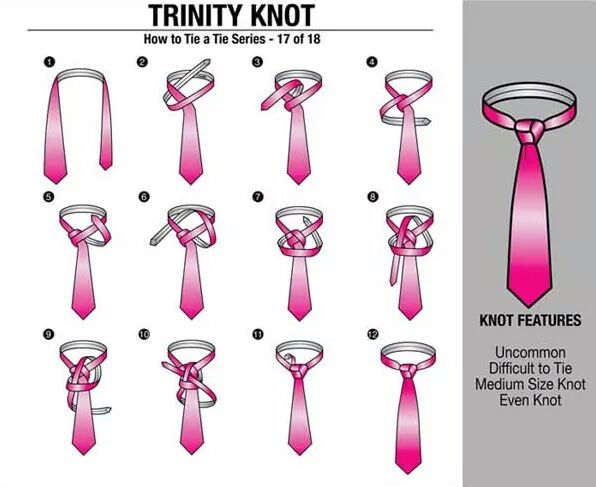 TRINITY KNOT
How to Tie a Tie Series - 17 of 18
1
2
3
4
5
6
7
8
9
10
11
12
KNOT FEATURES
Uncommon
Difficult to Tie
Medium Size Knot
Even Knot